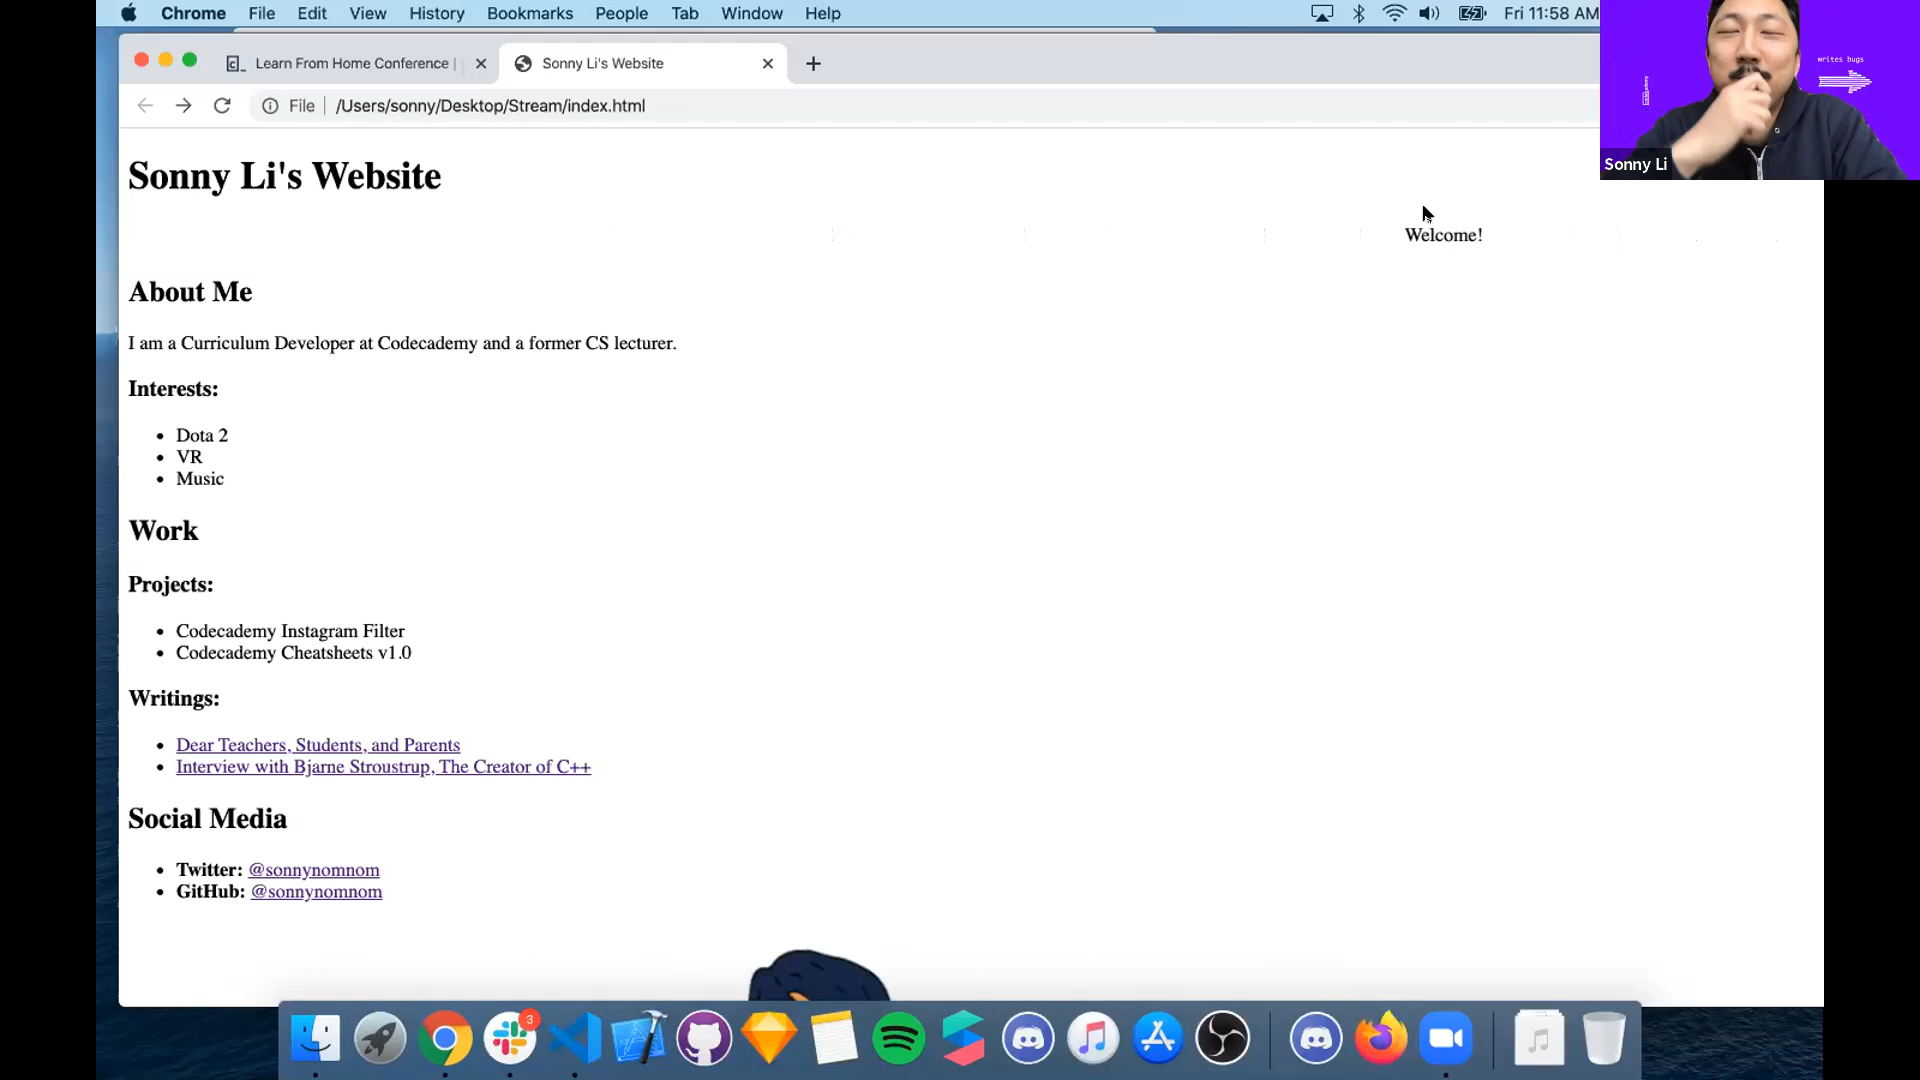 Chrome File Edit View History Bookmarks People Tab Window Help Fri 11:58 AM
Learn From Home Conference |
Sonny Li's Website
File | /Users/sonny/Desktop/Stream/index.html
writes bugs
Sonny Li
Sonny Li's Website
Welcome!
About Me
I am a Curriculum Developer at Codecademy and a former CS lecturer.
Interests:
• Dota 2
• VR
• Music
Work
Projects:
• Codecademy Instagram Filter
• Codecademy Cheatsheets v1.0
Writings:
• Dear Teachers, Students, and Parents
• Interview with Bjarne Stroustrup, The Creator of C++
Social Media
• Twitter: @sonnynomnom
• GitHub: @sonnynomnom
3